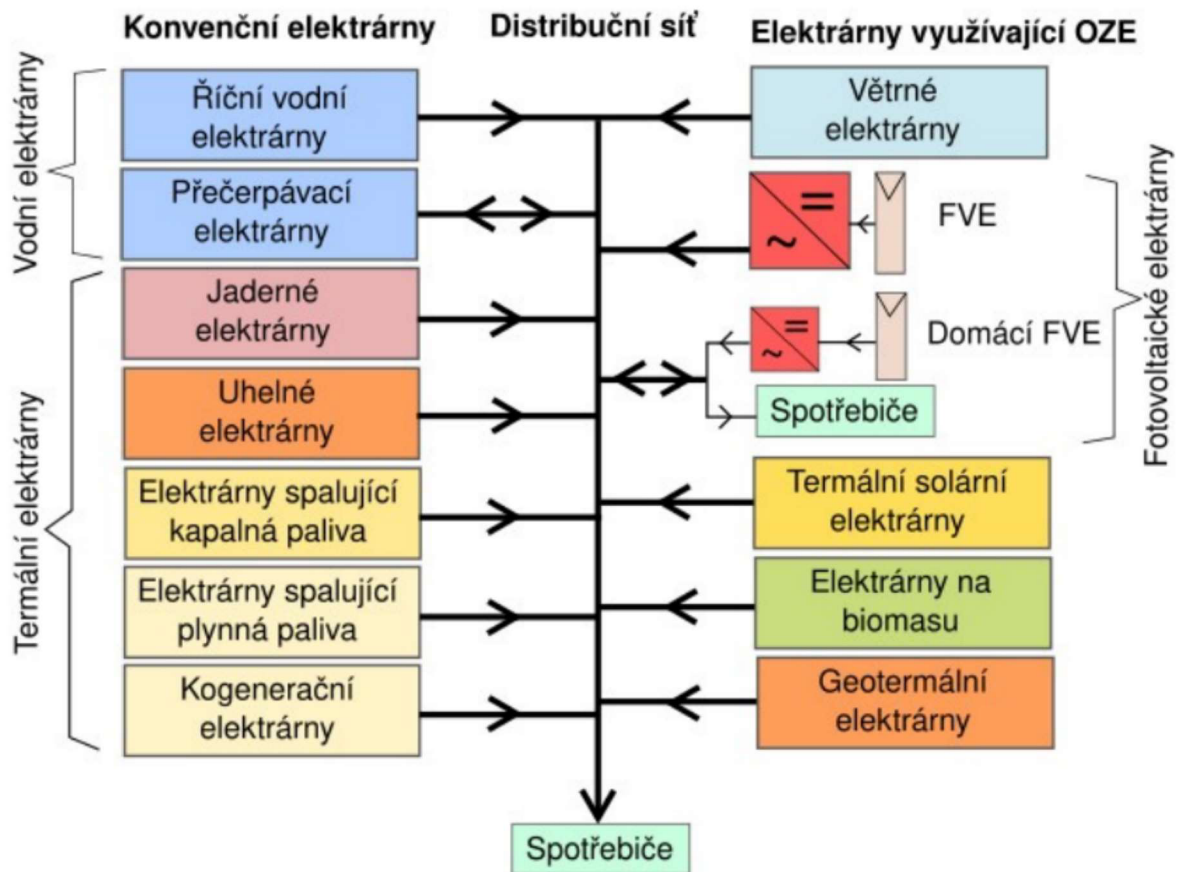 Konvenční elektrárny
Distribuční síť
Elektrárny využívající OZE
Vodní elektrárny
Říční vodní
elektrárny
Přečerpávací
elektrárny
Termální elektrárny
Jaderné
elektrárny
Uhelné
elektrárny
Elektrárny spalující
kapalná paliva
Elektrárny spalující
plynná paliva
Kogenerační
elektrárny
Větrné
elektrárny
Fotovoltaické elektrárny
=
~
FVE
=
~
Domácí FVE
Spotřebiče
Termální solární
elektrárny
Elektrárny na
biomasu
Geotermální
elektrárny
Spotřebiče